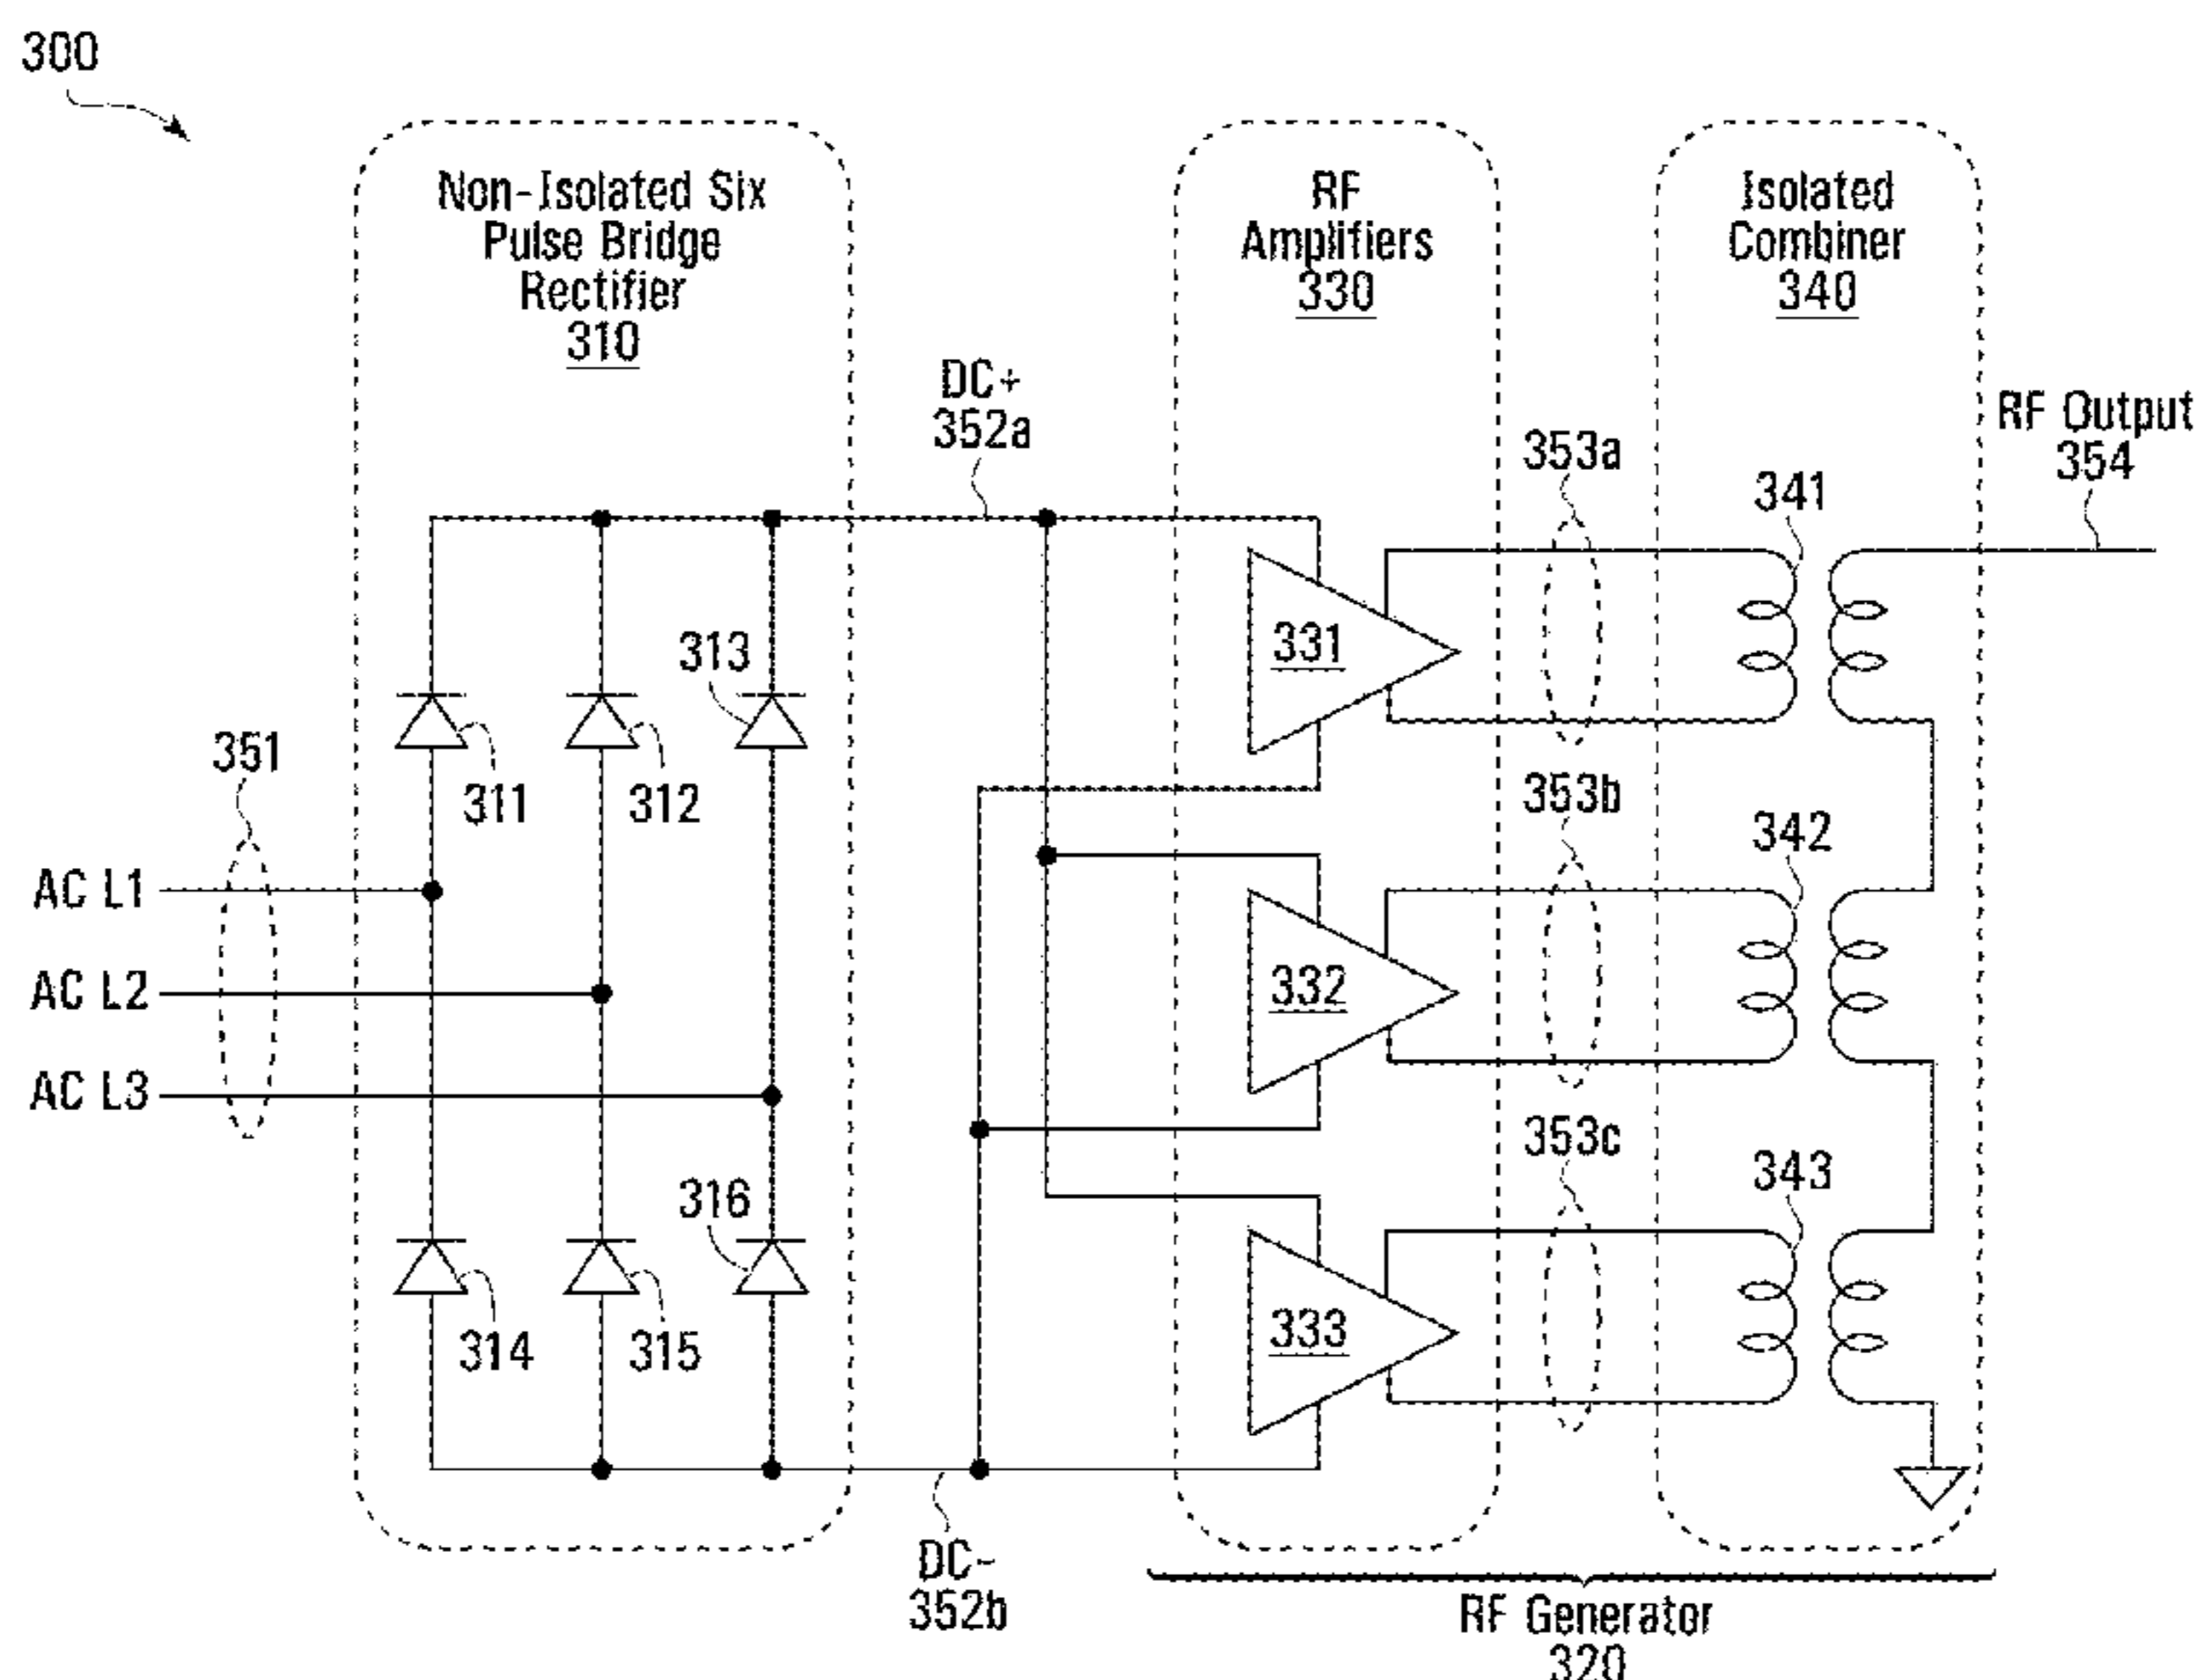 300
Non-Isolated Six
Pulse Bridge
Rectifier
310
RF
Amplifiers
330
Isolated
Combiner
340
DC+
352a
353a
341
RF Output
354
313
331
351
311
312
353b
342
AC L1
AC L2
332
AC L3
353c
316
343
333
314
315
DC-
352b
RF Generator
320